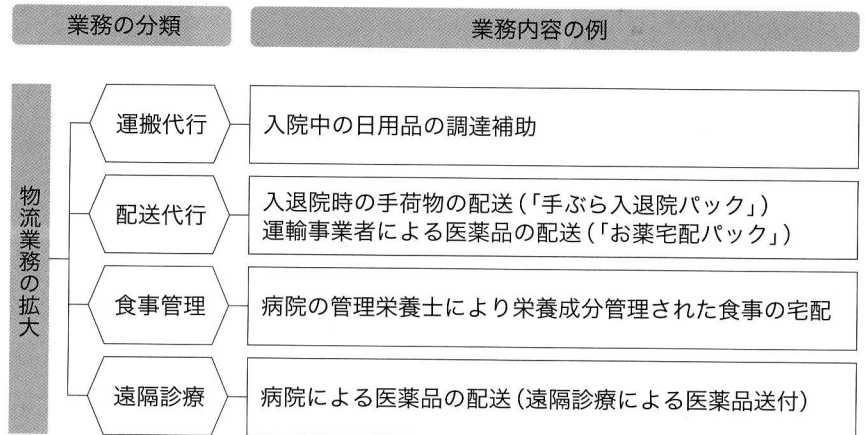 業務の分類
業務内容の例
物流業務の拡大
運搬代行
入院中の日用品の調達補助
配送代行
入退院時の手荷物の配送(「手ぶら入退院パック」)
運輸事業者による医薬品の配送(「お薬宅配パック」)
食事管理
病院の管理栄養士により栄養成分管理された食事の宅配
遠隔診療
病院による医薬品の配送(遠隔診療による医薬品送付)